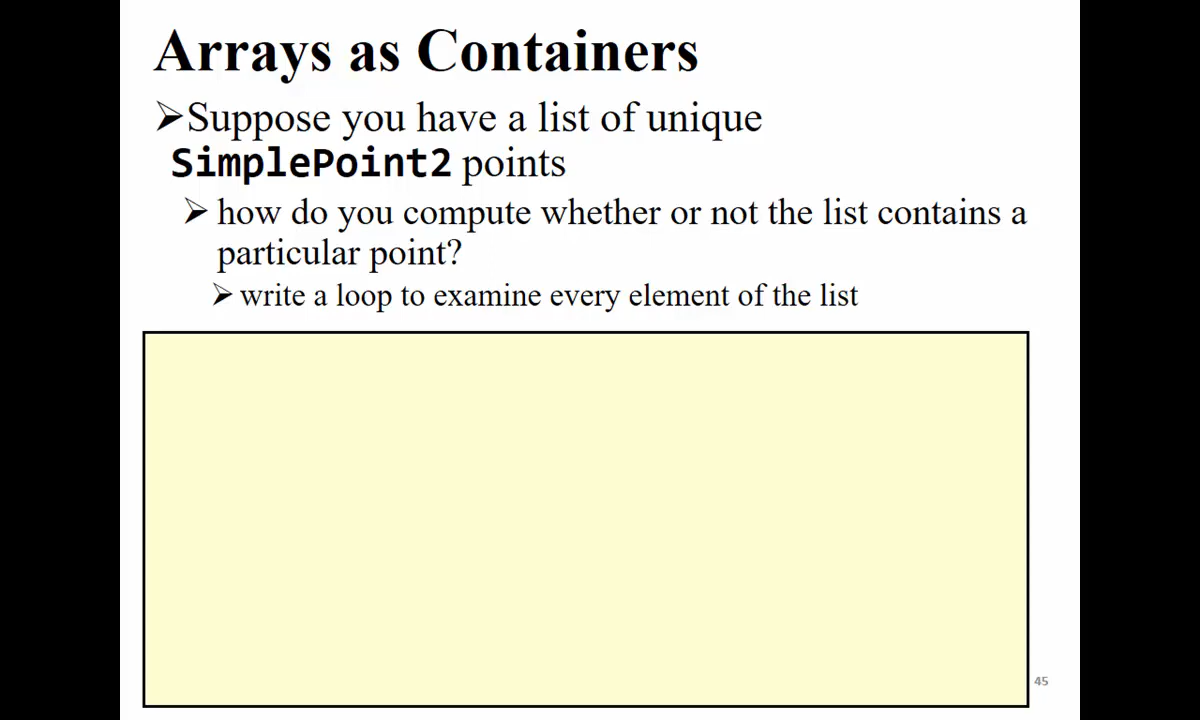 Arrays as Containers
➢Suppose you have a list of unique
SimplePoint2 points
➢ how do you compute whether or not the list contains a
particular point?
➢ write a loop to examine every element of the list
45